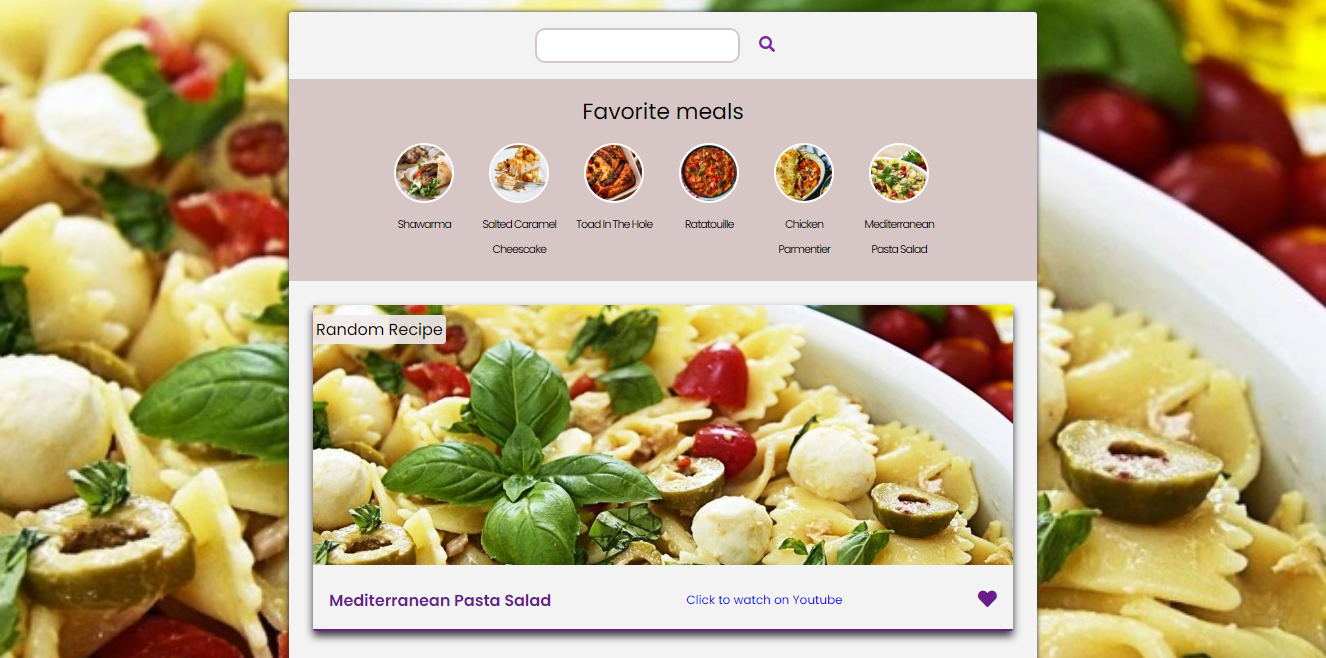 Favorite meals
Shawarma
Salted Caramel
Cheescake
Toad In The Hole
Ratatouille
Chicken
Parmentier
Mediterranean
Pasta Salad
Random Recipe
Mediterranean Pasta Salad
Click to watch on Youtube